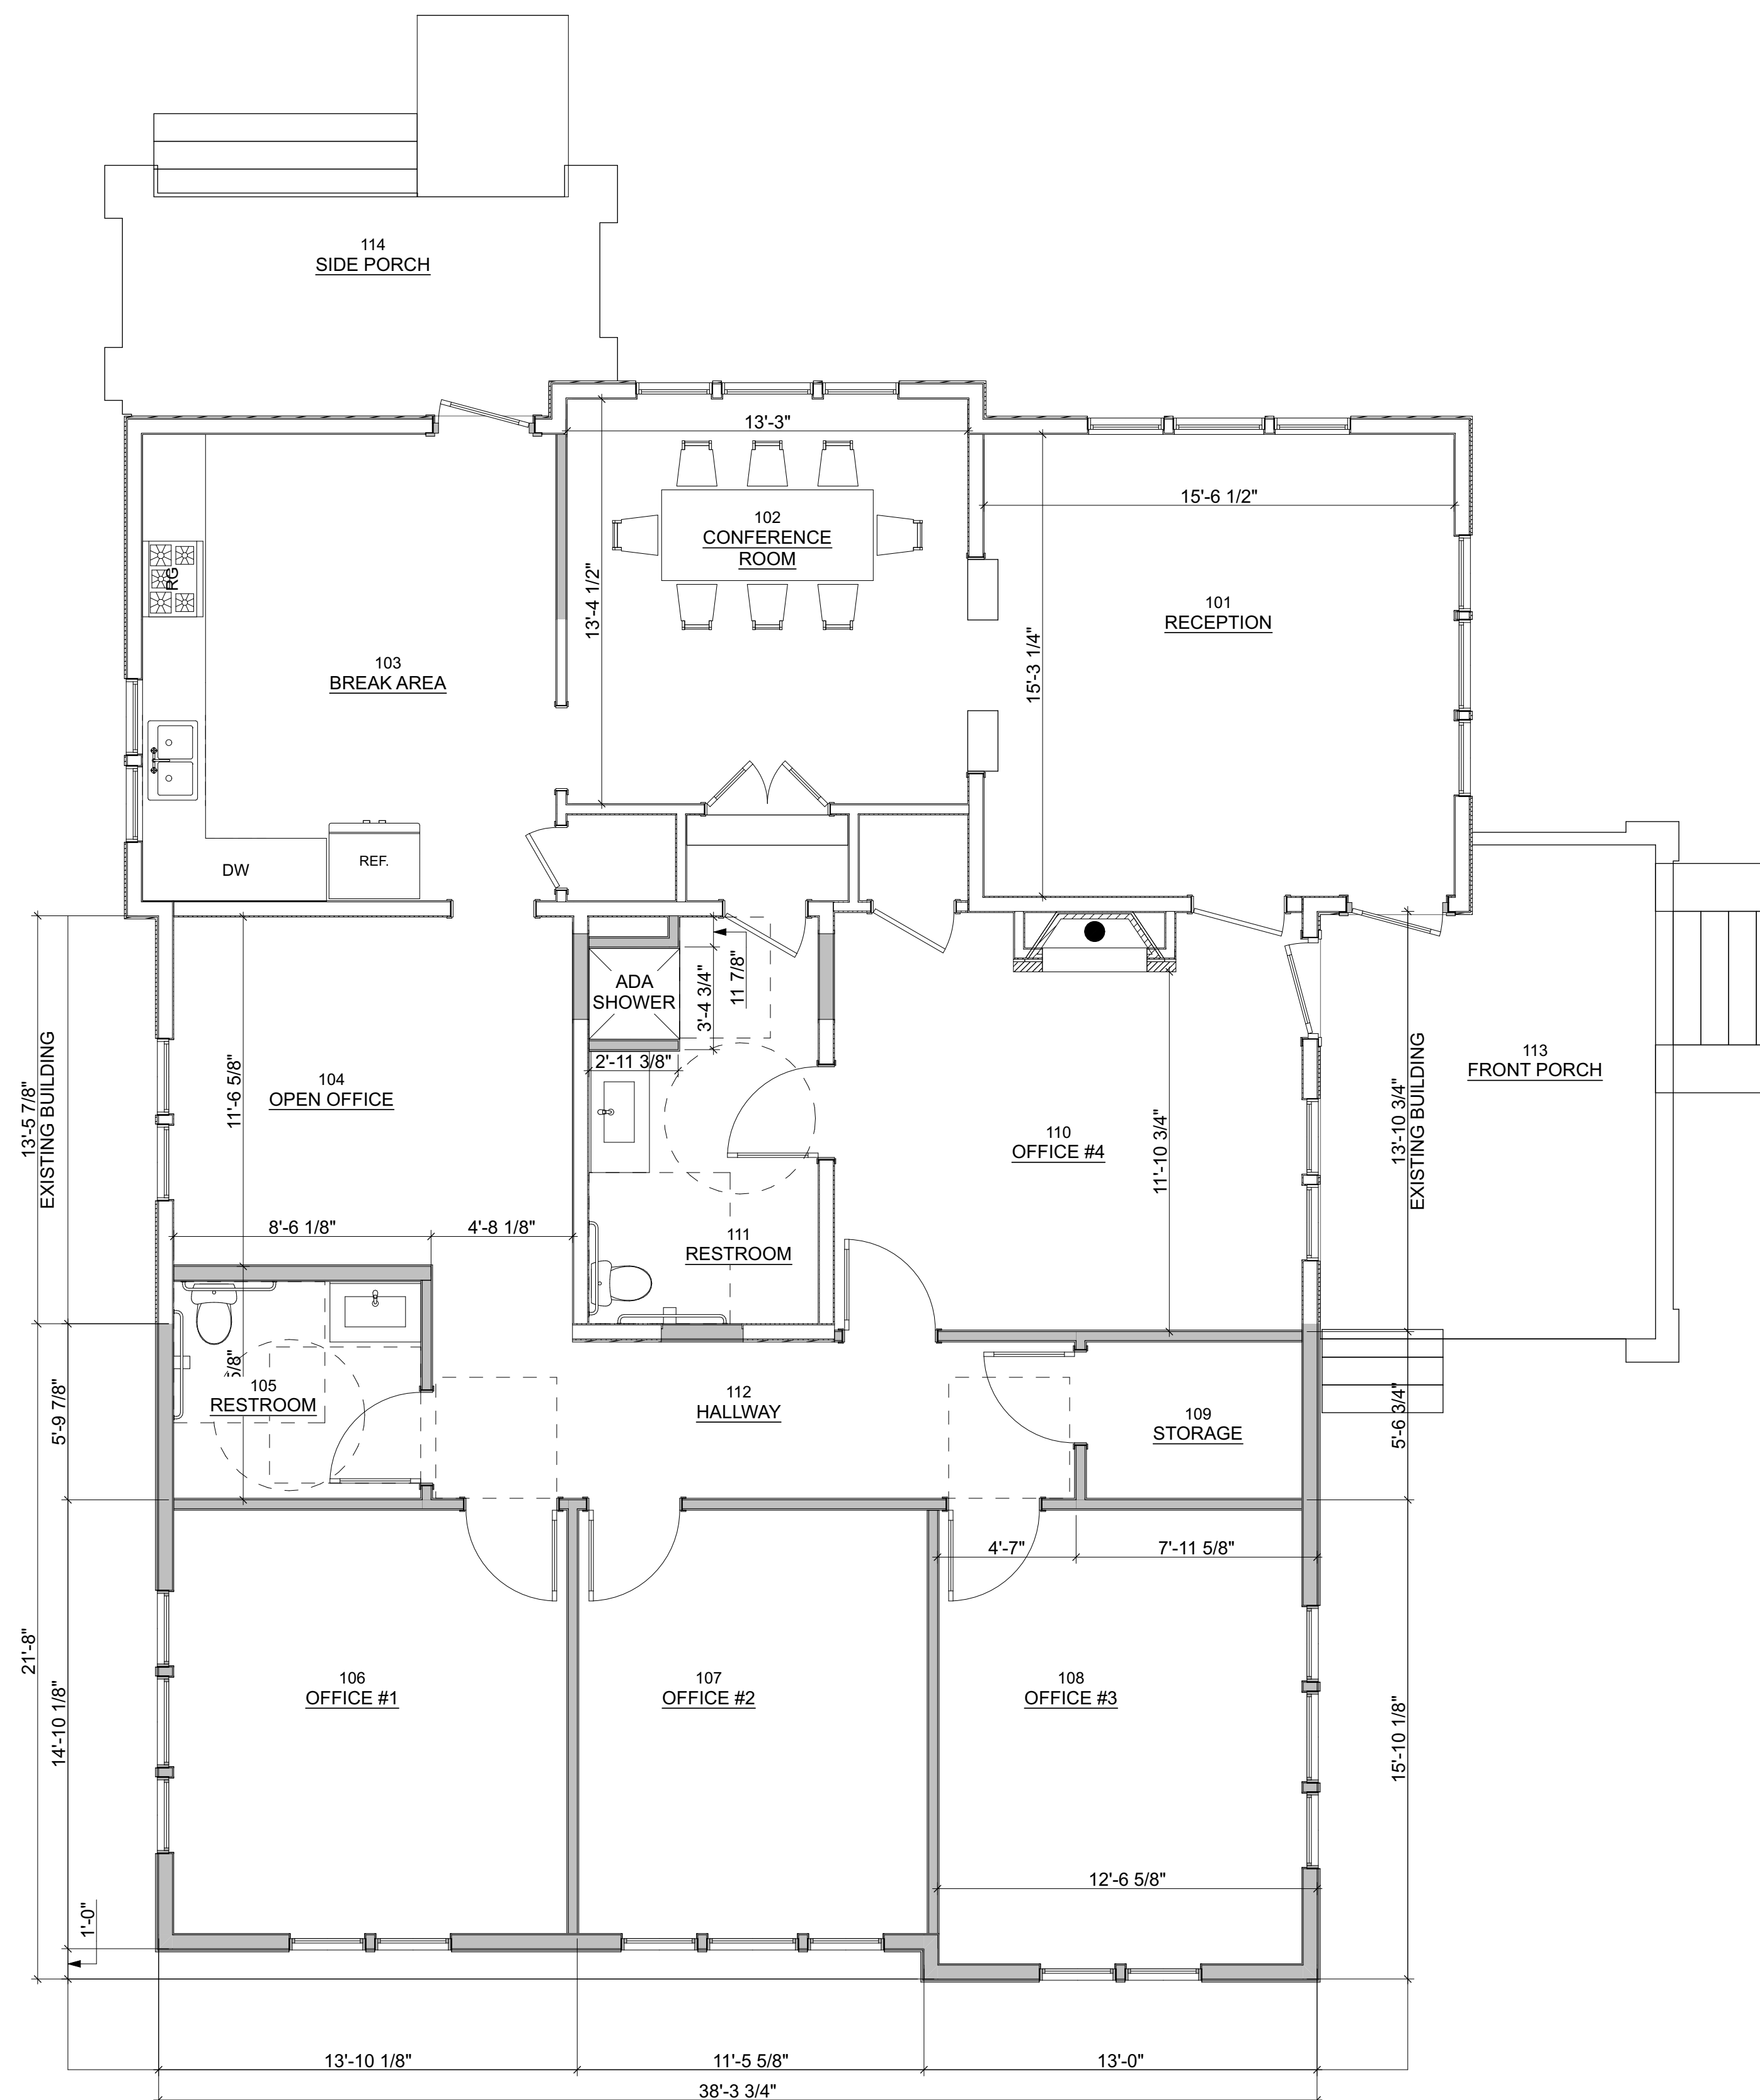 114
SIDE PORCH
13'-3"
15'-6 1/2"
102
CONFERENCE
ROOM
RG
13'-4 1/2"
101
RECEPTION
15'-3 1/4"
103
BREAK AREA
REF.
DW
ADA
SHOWER
3'-4 3/4"
11 7/8"
2'-11 3/8"
13'-5 7/8"
EXISTING BUILDING
11'-6 5/8"
104
OPEN OFFICE
113
FRONT PORCH
13'-10 3/4"
EXISTING BUILDING
110
OFFICE #4
11'-10 3/4"
8'-6 1/8"
4'-8 1/8"
111
RESTROOM
5/8"
105
RESTROOM
5'-9 7/8"
112
HALLWAY
109
STORAGE
5'-6 3/4"
4'-7"
7'-11 5/8"
21'-8"
14'-10 1/8"
106
OFFICE #1
107
OFFICE #2
108
OFFICE #3
15'-10 1/8"
12'-6 5/8"
1'-0"
13'-10 1/8"
11'-5 5/8"
13'-0"
38'-3 3/4"